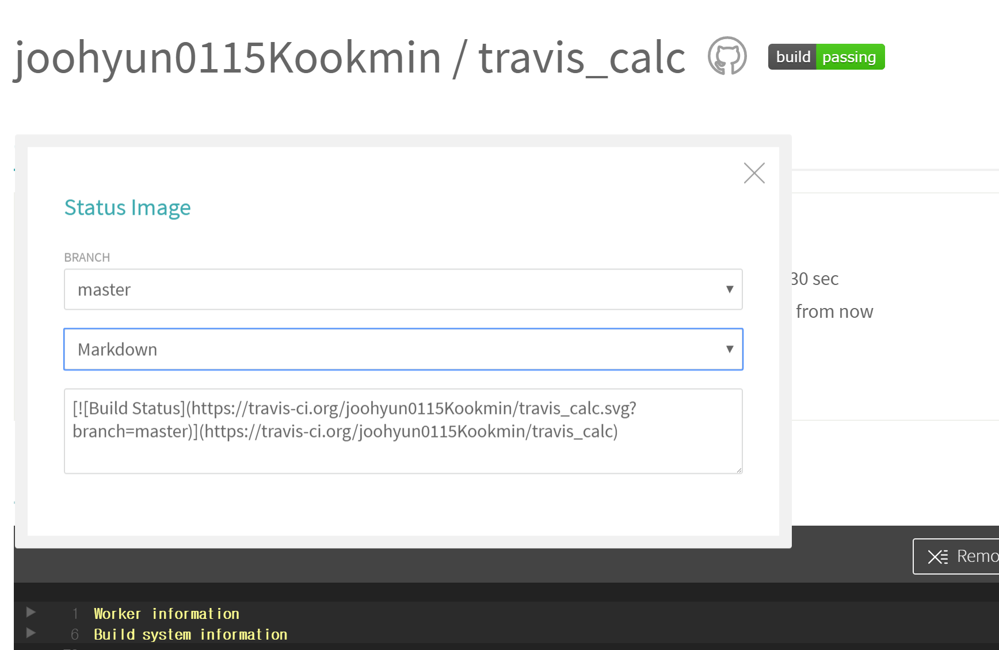 joohyun0115Kookmin / travis_calc
build passing
Status Image
BRANCH
master
30 sec
from now
Markdown
[![Build Status](https://travis-ci.org/joohyun0115Kookmin/travis_calc.svg?
branch=master)](https://travis-ci.org/joohyun0115Kookmin/travis_calc)
Remo
1 Worker information
6 Build system information